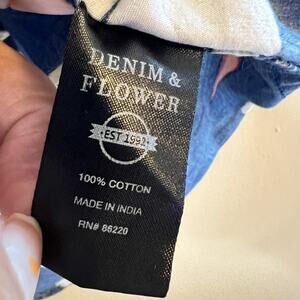 DENIM &
FLOWER
EST 1992
100% COTTON
MADE IN INDIA
RN# 86220